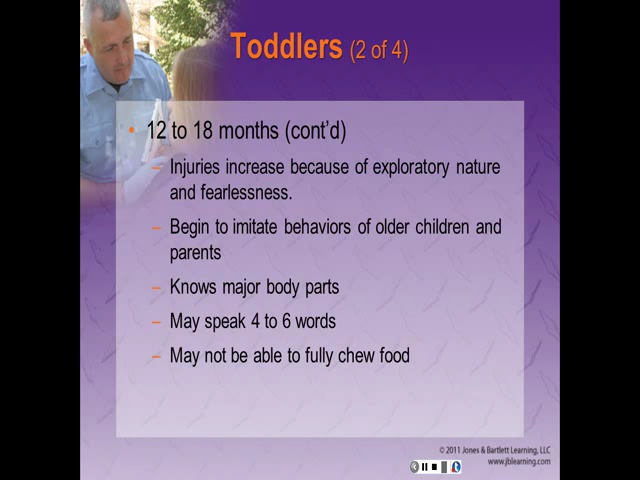 Toddlers (2 of 4)
• 12 to 18 months (cont’d)
– Injuries increase because of exploratory nature
and fearlessness.
– Begin to imitate behaviors of older children and
parents
– Knows major body parts
– May speak 4 to 6 words
– May not be able to fully chew food
© 2011 Jones & Bartlett Learning, LLC
www.jblearning.com